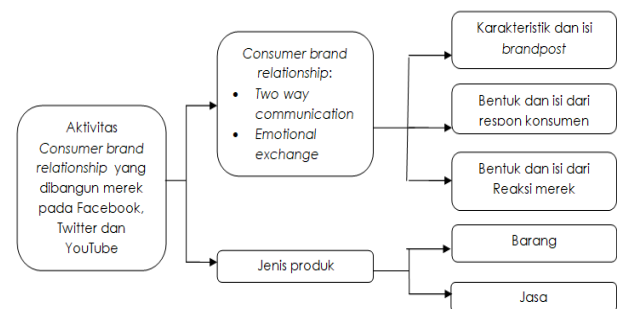 Aktivitas
Consumer brand
relationship yang
dibangun merek
pada Facebook,
Twitter dan
YouTube
Consumer brand
relationship:
• Two way
communication
• Emotional
exchange
Jenis produk
Karakteristik dan isi
brandpost
Bentuk dan isi dari
respon konsumen
Bentuk dan isi dari
Reaksi merek
Barang
Jasa